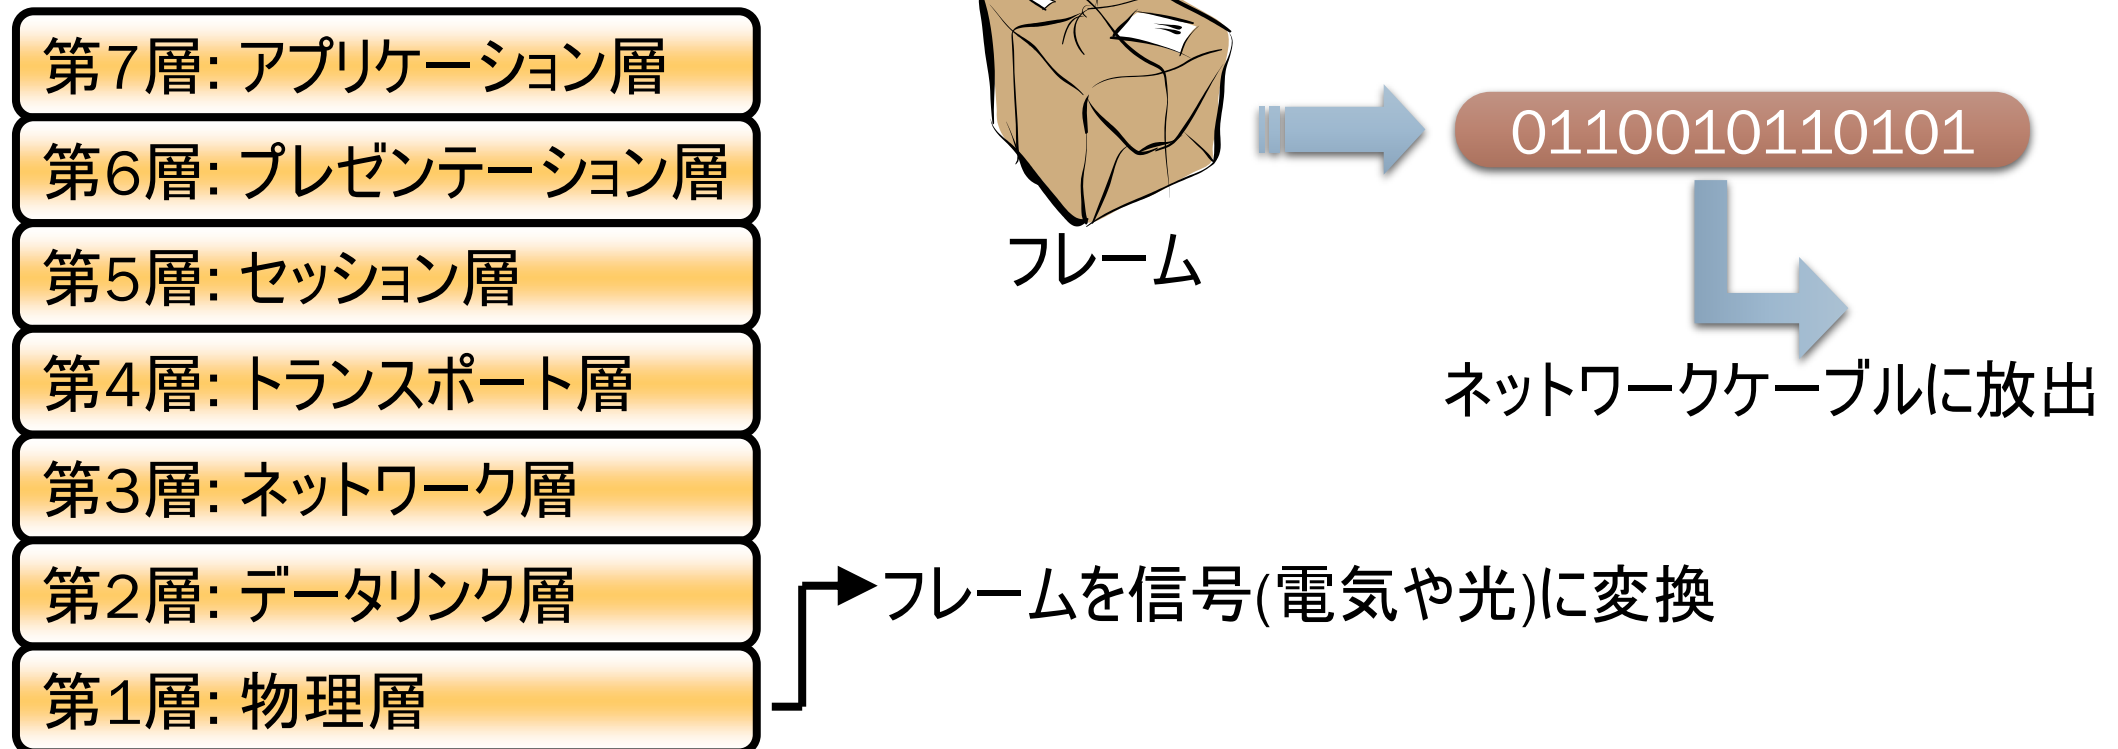 第7層: アプリケーション層
第6層: プレゼンテーション層
第5層: セッション層
第4層: トランスポート層
第3層: ネットワーク層
第2層: データリンク層
第1層: 物理層
フレーム
0110010110101
ネットワークケーブルに放出
フレームを信号(電気や光)に変換